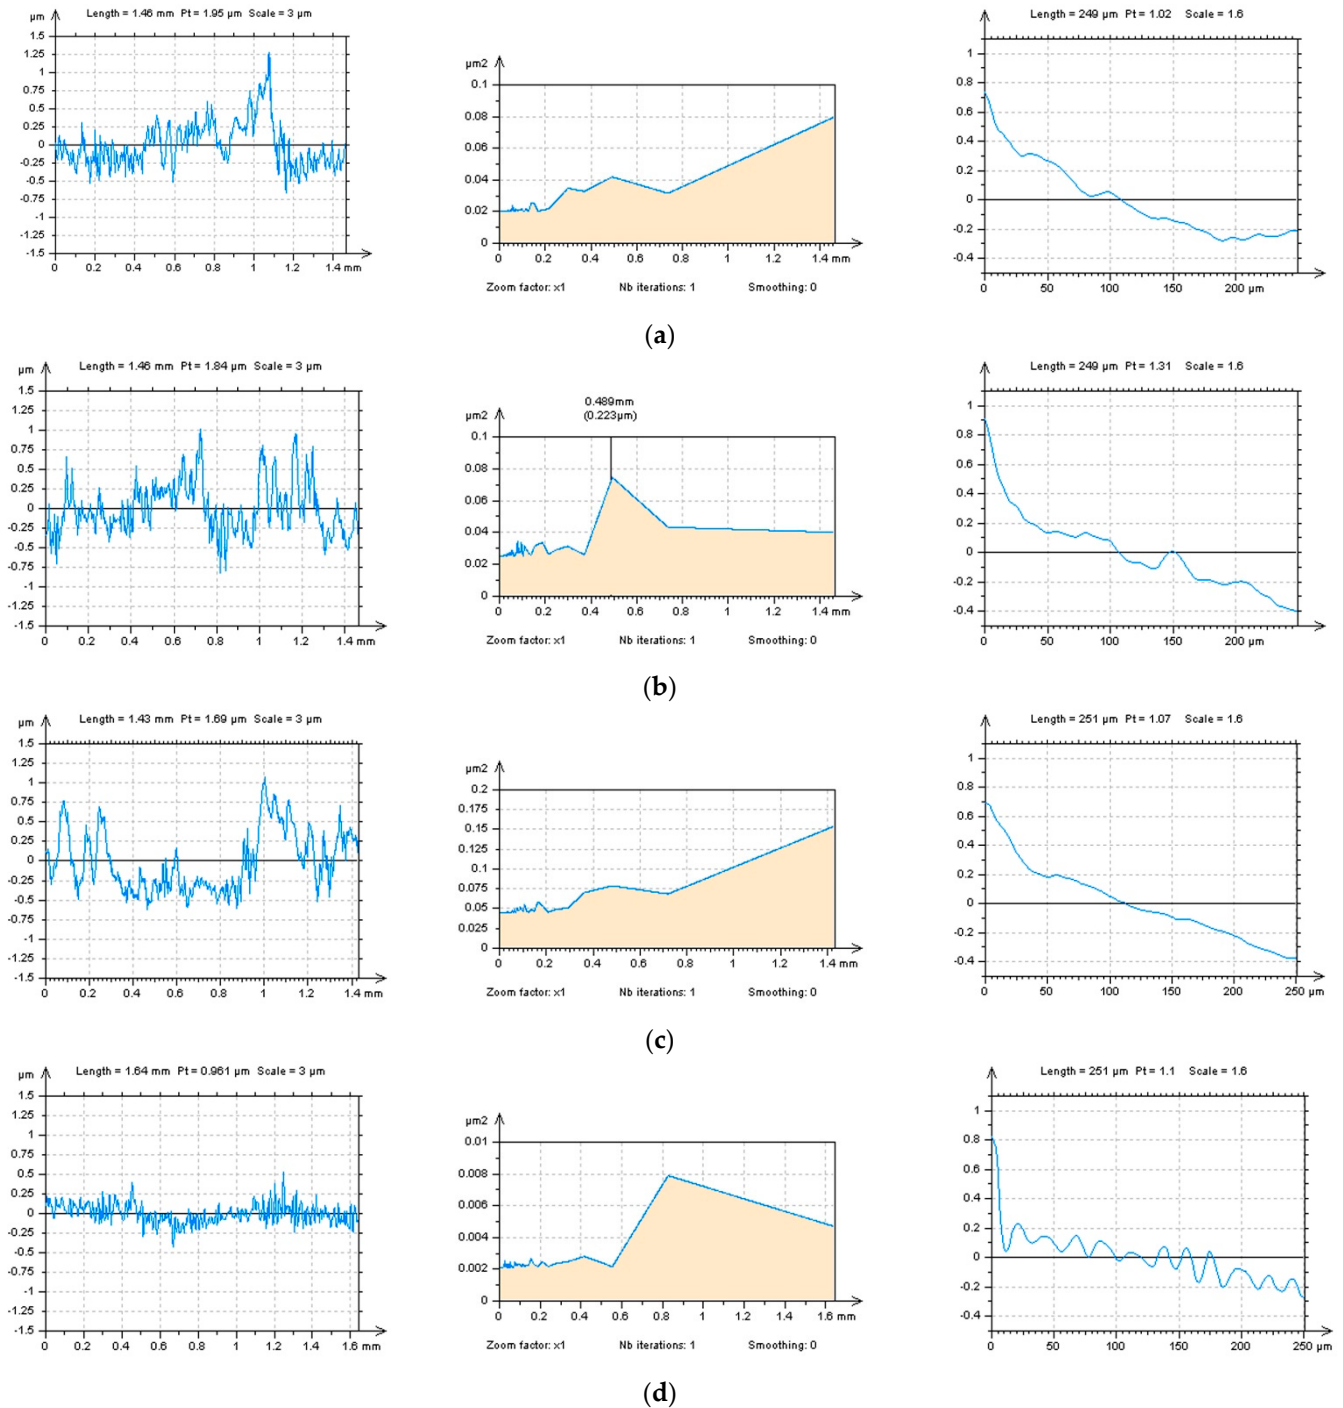 Length = 1.46 mm Pt = 1.95 µm Scale = 3 µm
µm
1.5
1.25
1
0.75
0.5
0.25
0
-0.25
-0.5
-0.75
-1
-1.25
-1.5
0 0.2 0.4 0.6 0.8 1 1.2 1.4 mm
µm2
0.1
0.08
0.06
0.04
0.02
0
0 0.2 0.4 0.6 0.8 1 1.2 1.4 mm
Zoom factor: x1 Nb iterations: 1 Smoothing: 0
Length = 249 µm Pt = 1.02 Scale = 1.6
1
0.8
0.6
0.4
0.2
0
-0.2
-0.4
0 50 100 150 200 µm
(a)
Length = 1.46 mm Pt = 1.84 µm Scale = 3 µm
µm
1.5
1.25
1
0.75
0.5
0.25
0
-0.25
-0.5
-0.75
-1
-1.25
-1.5
0 0.2 0.4 0.6 0.8 1 1.2 1.4 mm
0.489mm
(0.223µm)
µm2
0.1
0.08
0.06
0.04
0.02
0
0 0.2 0.4 0.6 0.8 1 1.2 1.4 mm
Zoom factor: x1 Nb iterations: 1 Smoothing: 0
Length = 249 µm Pt = 1.31 Scale = 1.6
1
0.8
0.6
0.4
0.2
0
-0.2
-0.4
0 50 100 150 200 µm
(b)
Length = 1.43 mm Pt = 1.69 µm Scale = 3 µm
µm
1.5
1.25
1
0.75
0.5
0.25
0
-0.25
-0.5
-0.75
-1
-1.25
-1.5
0 0.2 0.4 0.6 0.8 1 1.2 1.4 mm
µm2
0.2
0.175
0.15
0.125
0.1
0.075
0.05
0.025
0
0 0.2 0.4 0.6 0.8 1 1.2 1.4 mm
Zoom factor: x1 Nb iterations: 1 Smoothing: 0
Length = 251 µm Pt = 1.07 Scale = 1.6
1
0.8
0.6
0.4
0.2
0
-0.2
-0.4
0 50 100 150 200 250 µm
(c)
Length = 1.64 mm Pt = 0.961 µm Scale = 3 µm
µm
1.5
1.25
1
0.75
0.5
0.25
0
-0.25
-0.5
-0.75
-1
-1.25
-1.5
0 0.2 0.4 0.6 0.8 1 1.2 1.4 1.6 mm
µm2
0.01
0.008
0.006
0.004
0.002
0
0 0.2 0.4 0.6 0.8 1 1.2 1.4 1.6 mm
Zoom factor: x1 Nb iterations: 1 Smoothing: 0
Length = 251 µm Pt = 1.1 Scale = 1.6
1
0.8
0.6
0.4
0.2
0
-0.2
-0.4
0 50 100 150 200 250 µm
(d)